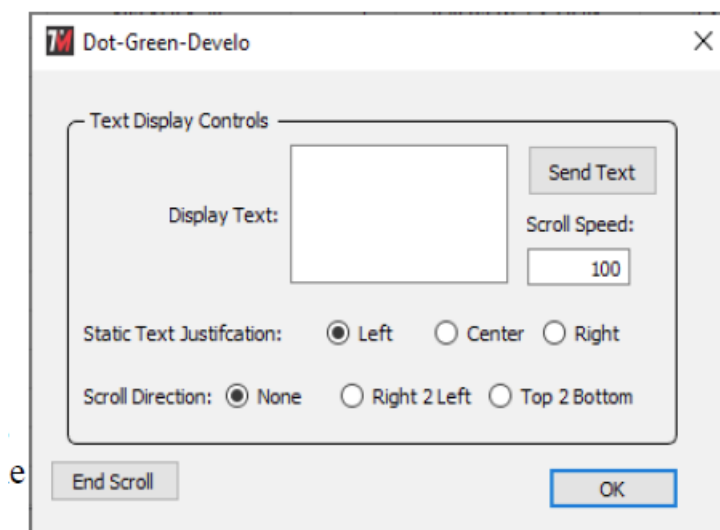 Dot-Green-Develo
Text Display Controls
Send Text
Display Text:
Scroll Speed:
100
Static Text Justifcation: Left Center Right
Scroll Direction: None Right 2 Left Top 2 Bottom
e
End Scroll
OK